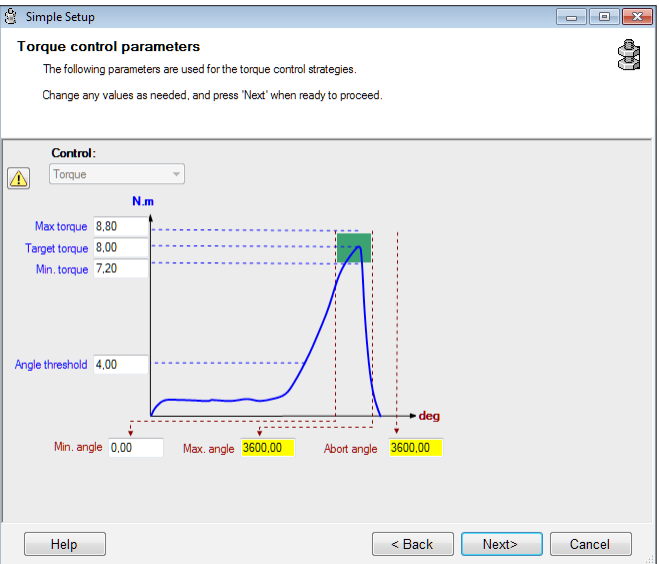 Simple Setup
Torque control parameters
The following parameters are used for the torque control strategies.
Change any values as needed, and press 'Next' when ready to proceed.
Control:
Torque
N.m
Max torque 8,80
Target torque 8,00
Min. torque 7,20
Angle threshold 4,00
deg
Min. angle 0,00 Max. angle 3600,00 Abort angle 3600,00
Help < Back Next> Cancel